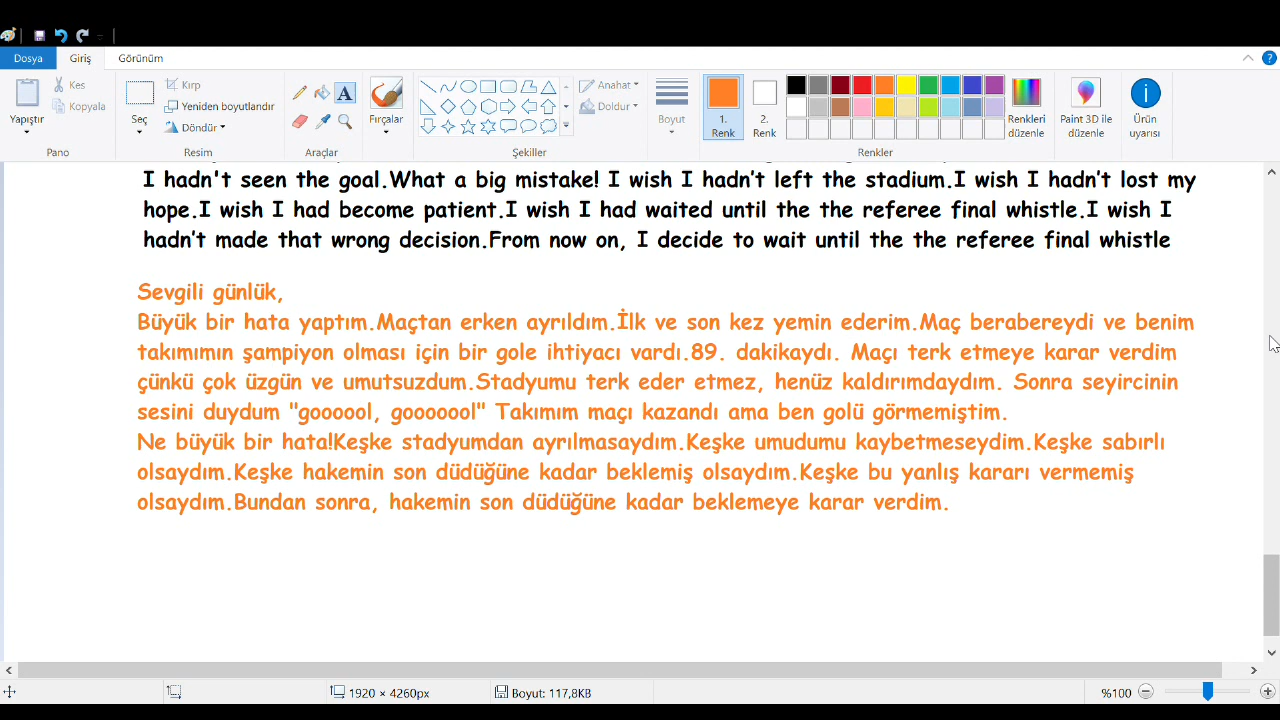 Dosya Giriş Görünüm
Yapıştır
Kes
Kopyala
Pano
Seç
Kırp
Yeniden boyutlandır
Döndür
Resim
A
Araçlar
Fırçalar
Anahat
Doldur
Şekiller
Boyut
1.
Renk
2.
Renk
Renkleri
düzenle
Renkler
Paint 3D ile
düzenle
Ürün
uyarısı
I hadn't seen the goal.What a big mistake! I wish I hadn't left the stadium.I wish I hadn't lost my
hope.I wish I had become patient.I wish I had waited until the the referee final whistle.I wish I
hadn't made that wrong decision.From now on, I decide to wait until the the referee final whistle
Sevgili günlük,
Büyük bir hata yaptım.Maçtan erken ayrıldım.İlk ve son kez yemin ederim.Maç berabereydi ve benim
takımımın şampiyon olması için bir gole ihtiyacı vardı.89. dakikaydı. Maçı terk etmeye karar verdim
çünkü çok üzgün ve umutsuzdum.Stadyumu terk eder etmez, henüz kaldırımdaydım. Sonra seyircinin
sesini duydum "goooool, gooooool" Takımım maçı kazandı ama ben golü görmemiştim.
Ne büyük bir hata!Keşke stadyumdan ayrılmasaydım.Keşke umudumu kaybetmeseydim.Keşke sabırlı
olsaydım.Keşke hakemin son düdüğüne kadar beklemiş olsaydım.Keşke bu yanlış kararı vermemiş
olsaydım.Bundan sonra, hakemin son düdüğüne kadar beklemeye karar verdim.
1920 × 4260px
Boyut: 117,8KB
%100